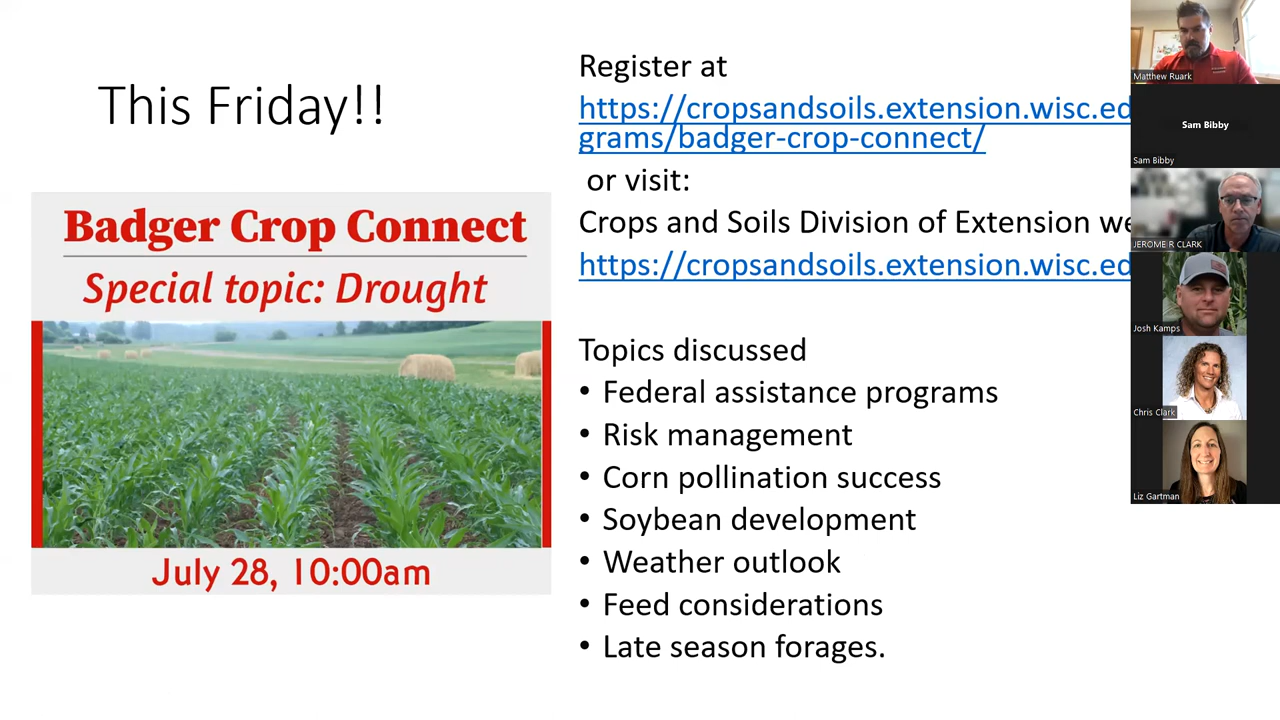 This Friday!!
Badger Crop Connect
Special topic: Drought
July 28, 10:00am
Register at
https://cropsandsoils.extension.wisc.ed
grams/badger-crop-connect/
or visit:
Crops and Soils Division of Extension we
https://cropsandsoils.extension.wisc.ed
Topics discussed
• Federal assistance programs
• Risk management
• Corn pollination success
• Soybean development
• Weather outlook
• Feed considerations
• Late season forages.
Matthew Ruark
Sam Bibby
Sam Bibby
JEROME R CLARK
Josh Kamps
Chris Clark
Liz Gartman